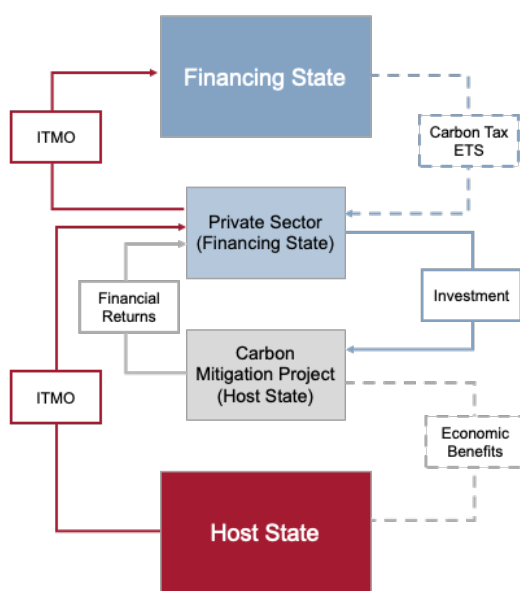 Financing State
ITMO
Carbon Tax
ETS
Private Sector
(Financing State)
Financial
Returns
Investment
Carbon
Mitigation Project
(Host State)
ITMO
Economic
Benefits
Host State